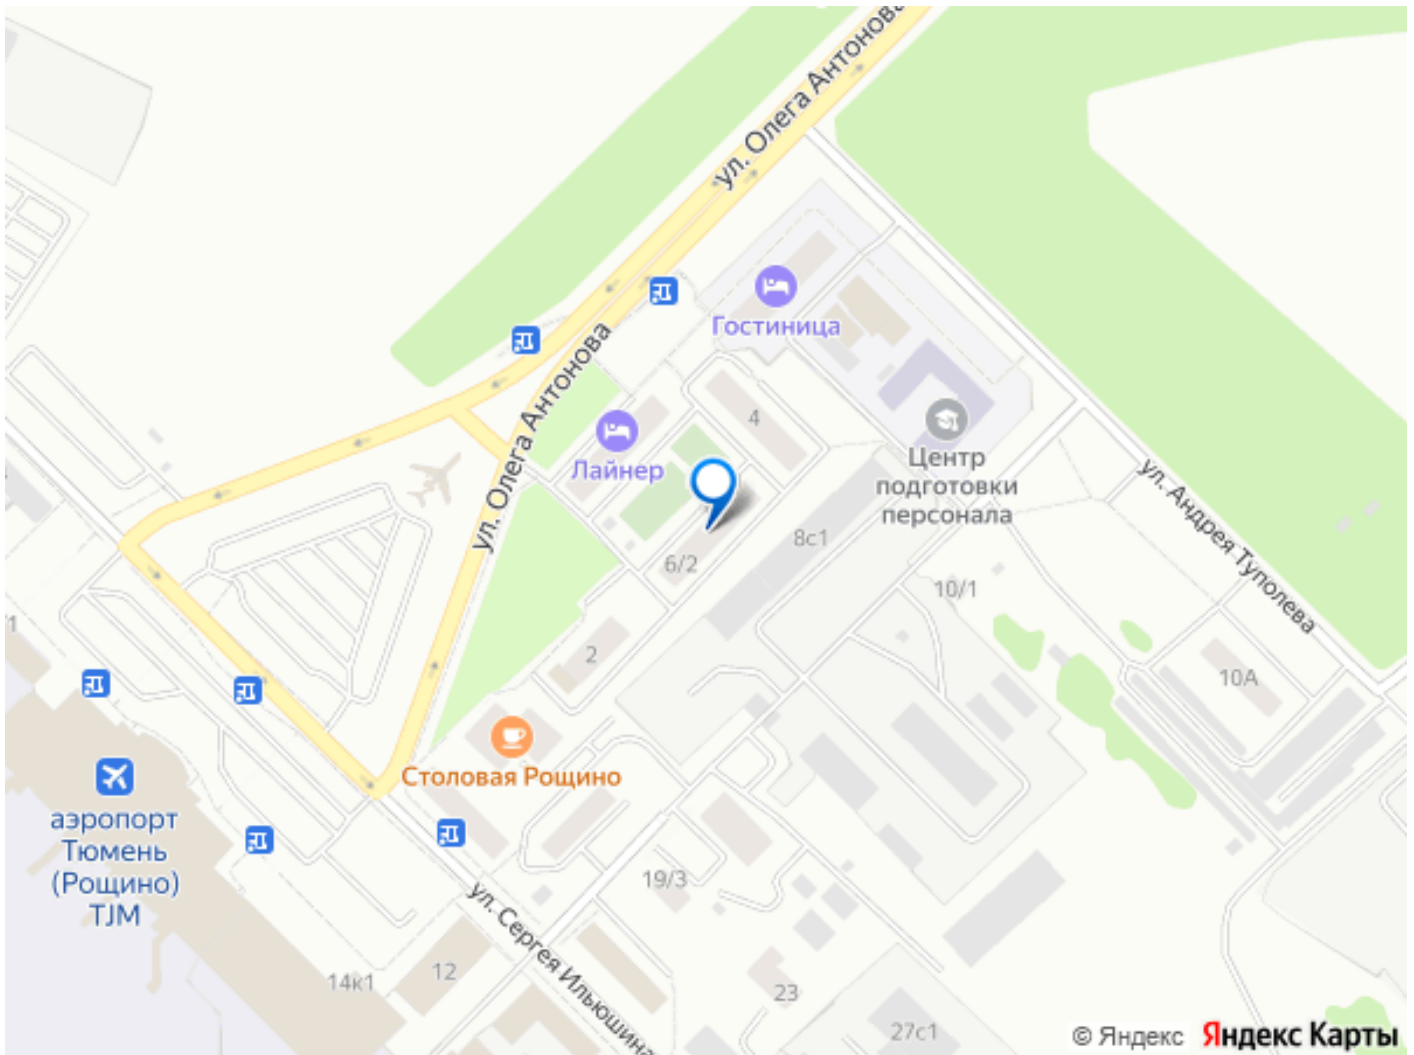 ул. Олега Антонова
Гостиница
ул. Олега Антонова
4
Лайнер
Центр
подготовки
персонала
ул. Андрея Туполева
8с1
6/2
10/1
/1
2
10А
Столовая Рощино
аэропорт
Тюмень
(Рощино)
TJM
19/3
ул. Сергея Ильюшина
12
14к1
23
27с1
© Яндекс Яндекс Карты